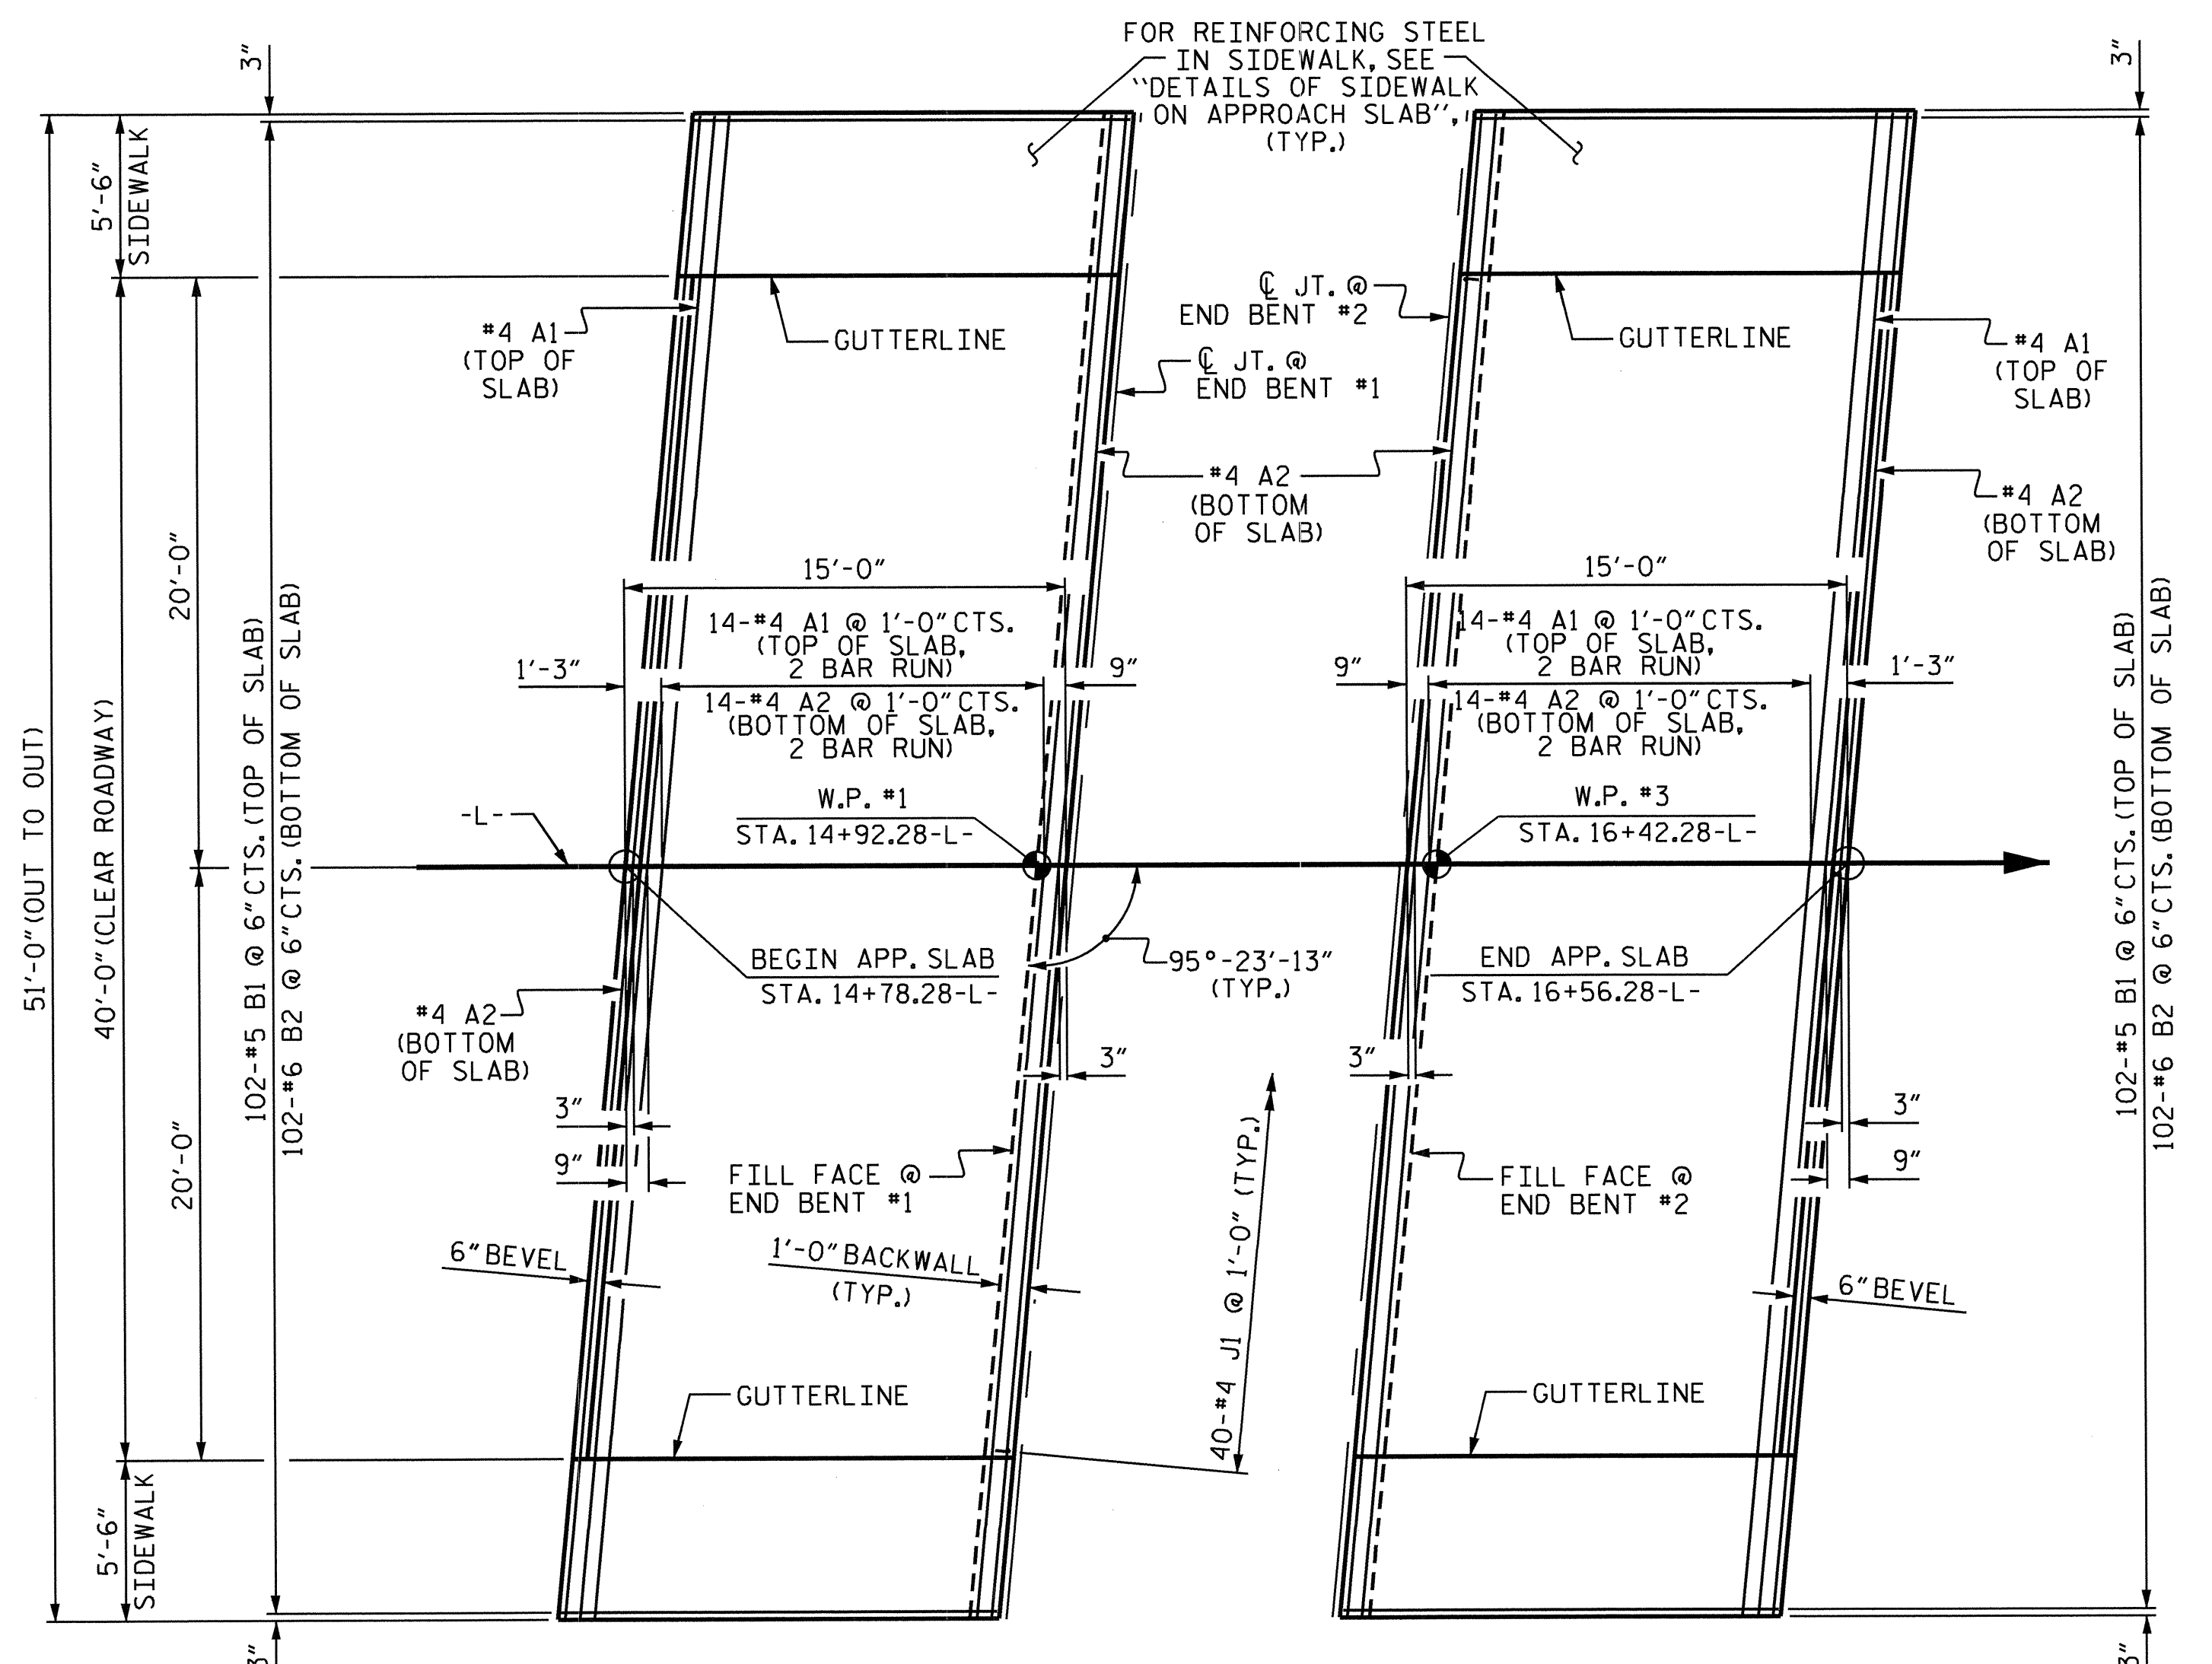 FOR REINFORCING STEEL
IN SIDEWALK, SEE
"DETAILS OF SIDEWALK
ON APPROACH SLAB",
(TYP.)
3"
3"
5'-6"
SIDEWALK
#4 A1
(TOP OF
SLAB)
GUTTERLINE
℄ JT. @
END BENT #2
℄ JT. @
END BENT #1
GUTTERLINE
#4 A1
(TOP OF
SLAB)
#4 A2
(BOTTOM
OF SLAB)
#4 A2
(BOTTOM
OF SLAB)
20'-0"
15'-0"
14-#4 A1 @ 1'-0" CTS.
(TOP OF SLAB,
2 BAR RUN)
1'-3"
9"
14-#4 A2 @ 1'-0" CTS.
(BOTTOM OF SLAB,
2 BAR RUN)
15'-0"
14-#4 A1 @ 1'-0" CTS.
(TOP OF SLAB,
2 BAR RUN)
9"
1'-3"
14-#4 A2 @ 1'-0" CTS.
(BOTTOM OF SLAB,
2 BAR RUN)
51'-0" (OUT TO OUT)
40'-0" (CLEAR ROADWAY)
102-#5 B1 @ 6" CTS. (TOP OF SLAB)
102-#6 B2 @ 6" CTS. (BOTTOM OF SLAB)
102-#5 B1 @ 6" CTS. (TOP OF SLAB)
102-#6 B2 @ 6" CTS. (BOTTOM OF SLAB)
-L-
W.P. #1
STA. 14+92.28 -L-
W.P. #3
STA. 16+42.28 -L-
BEGIN APP. SLAB
STA. 14+78.28 -L-
95°-23'-13"
(TYP.)
END APP. SLAB
STA. 16+56.28 -L-
#4 A2
(BOTTOM
OF SLAB)
3"
3"
3"
3"
9"
9"
20'-0"
FILL FACE @
END BENT #1
FILL FACE @
END BENT #2
40-#4 J1 @ 1'-0" (TYP.)
6" BEVEL
1'-0" BACKWALL
(TYP.)
6" BEVEL
GUTTERLINE
GUTTERLINE
5'-6"
SIDEWALK
3"
3"